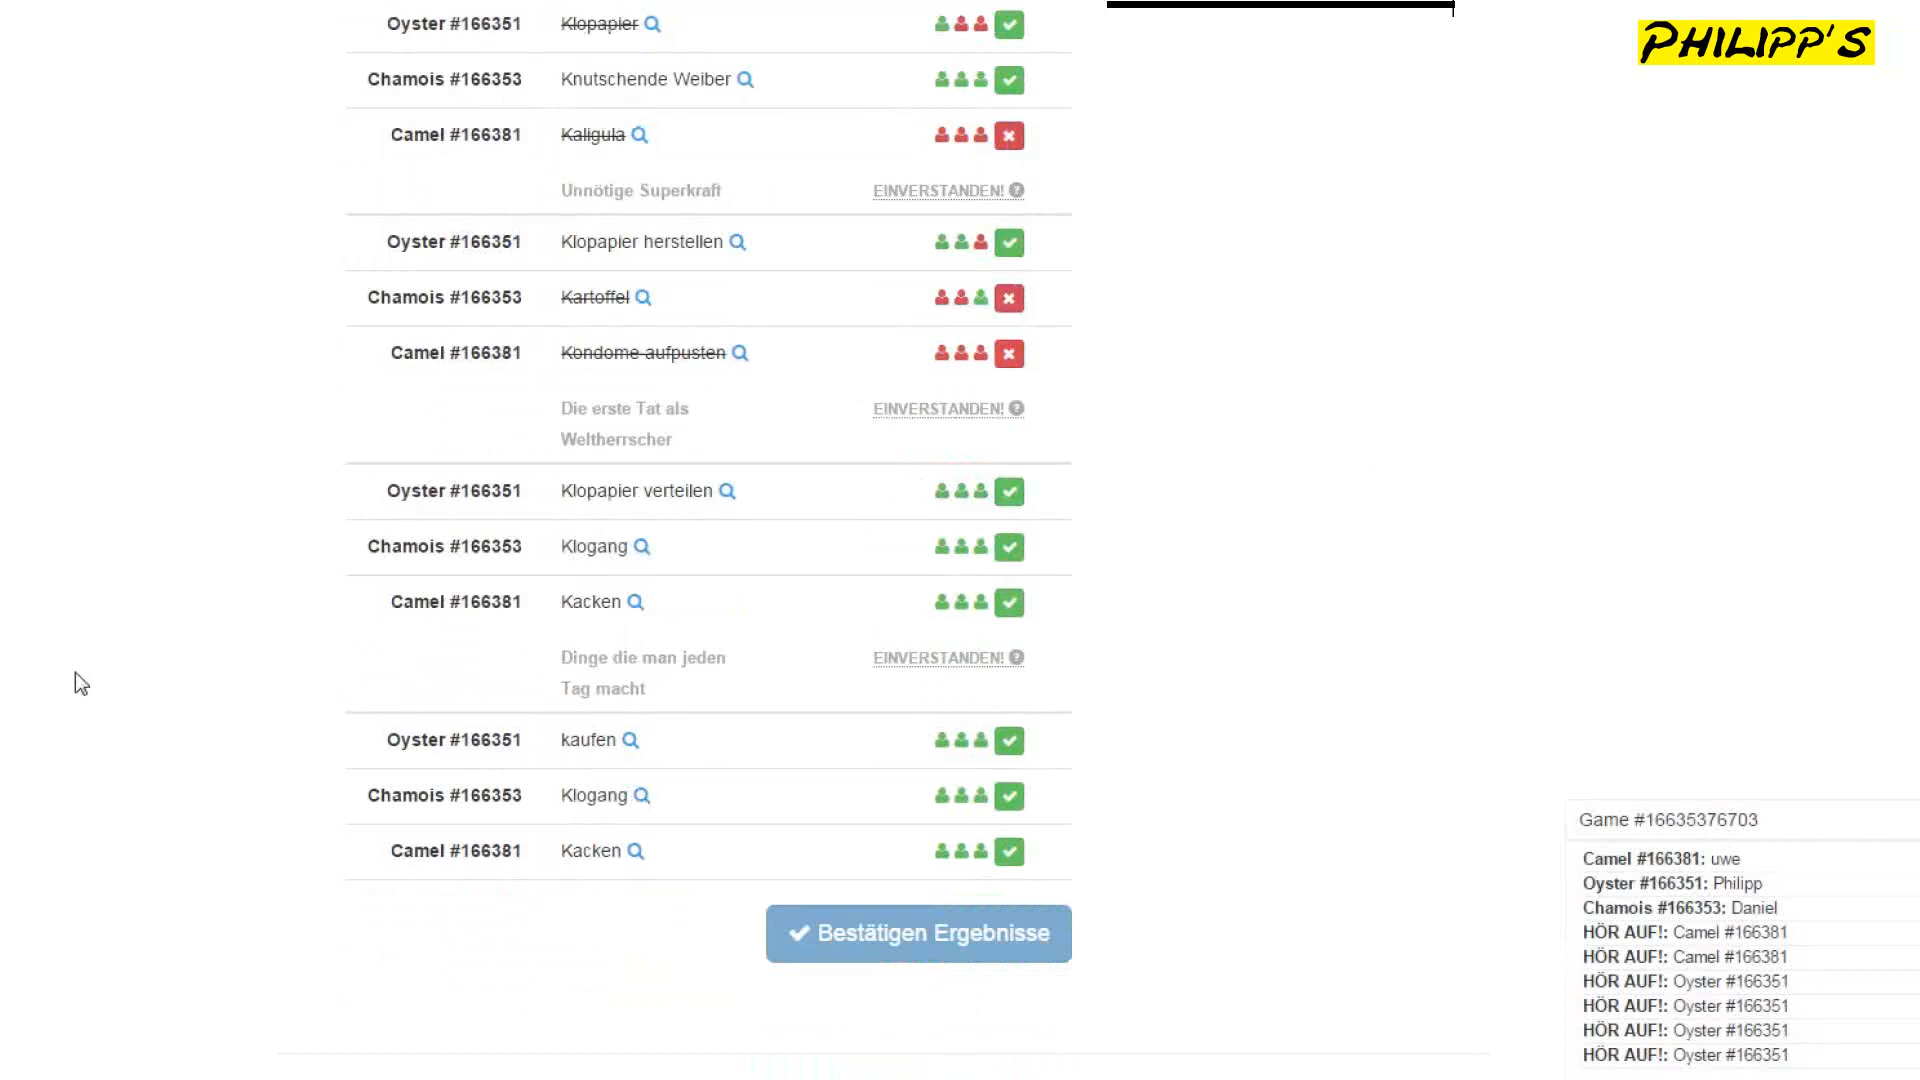 PHILIPP'S
Oyster #166351 Klopapier
Chamois #166353 Knutschende Weiber
Camel #166381 Kaligula
Unnötige Superkraft EINVERSTANDEN!
Oyster #166351 Klopapier herstellen
Chamois #166353 Kartoffel
Camel #166381 Kondome aufpusten
Die erste Tat als EINVERSTANDEN!
Weltherrscher
Oyster #166351 Klopapier verteilen
Chamois #166353 Klogang
Camel #166381 Kacken
Dinge die man jeden EINVERSTANDEN!
Tag macht
Oyster #166351 kaufen
Chamois #166353 Klogang
Camel #166381 Kacken
Bestätigen Ergebnisse
Game #16635376703
Camel #166381: uwe
Oyster #166351: Philipp
Chamois #166353: Daniel
HÖR AUF!: Camel #166381
HÖR AUF!: Camel #166381
HÖR AUF!: Oyster #166351
HÖR AUF!: Oyster #166351
HÖR AUF!: Oyster #166351
HÖR AUF!: Oyster #166351